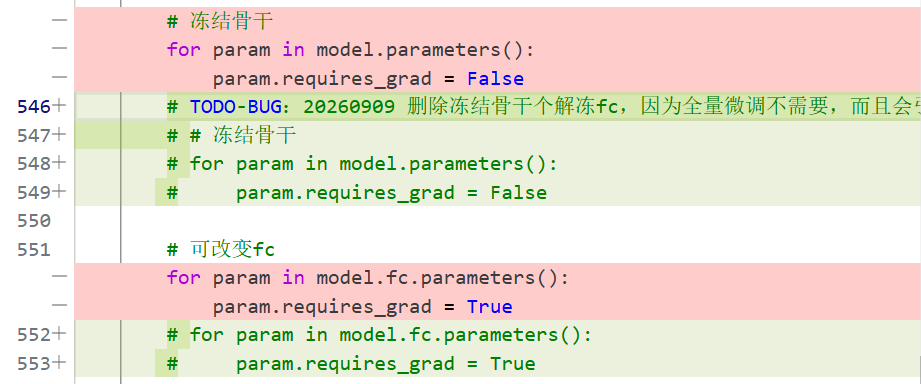 # 冻结骨干
for param in model.parameters():
param.requires_grad = False
546+ # TODO-BUG：20260909 删除冻结骨干个解冻fc，因为全量微调不需要，而且会
547+ # # 冻结骨干
548+ # for param in model.parameters():
549+ # param.requires_grad = False
550
551 # 可改变fc
for param in model.fc.parameters():
param.requires_grad = True
552+ # for param in model.fc.parameters():
553+ # param.requires_grad = True